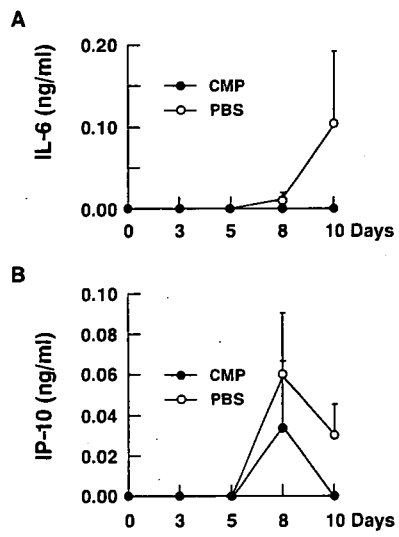 A
IL-6 (ng/ml)
0.20
0.10
0.00
CMP
PBS
0 3 5 8 10 Days
B
IP-10 (ng/ml)
0.10
0.08
0.06
0.04
0.02
0.00
CMP
PBS
0 3 5 8 10 Days